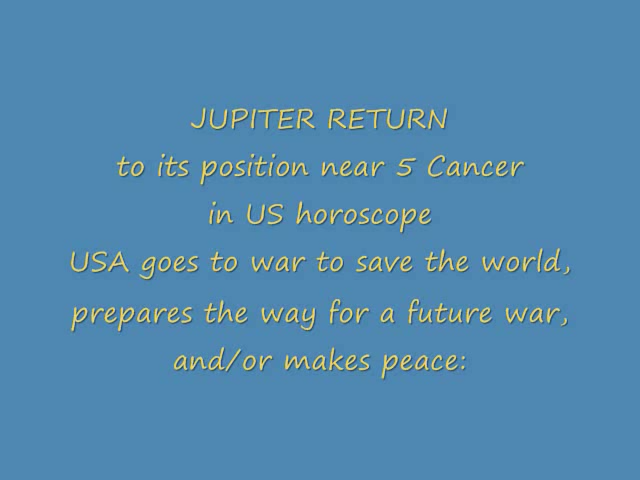 JUPITER RETURN
to its position near 5 Cancer
in US horoscope
USA goes to war to save the world,
prepares the way for a future war,
and/or makes peace: